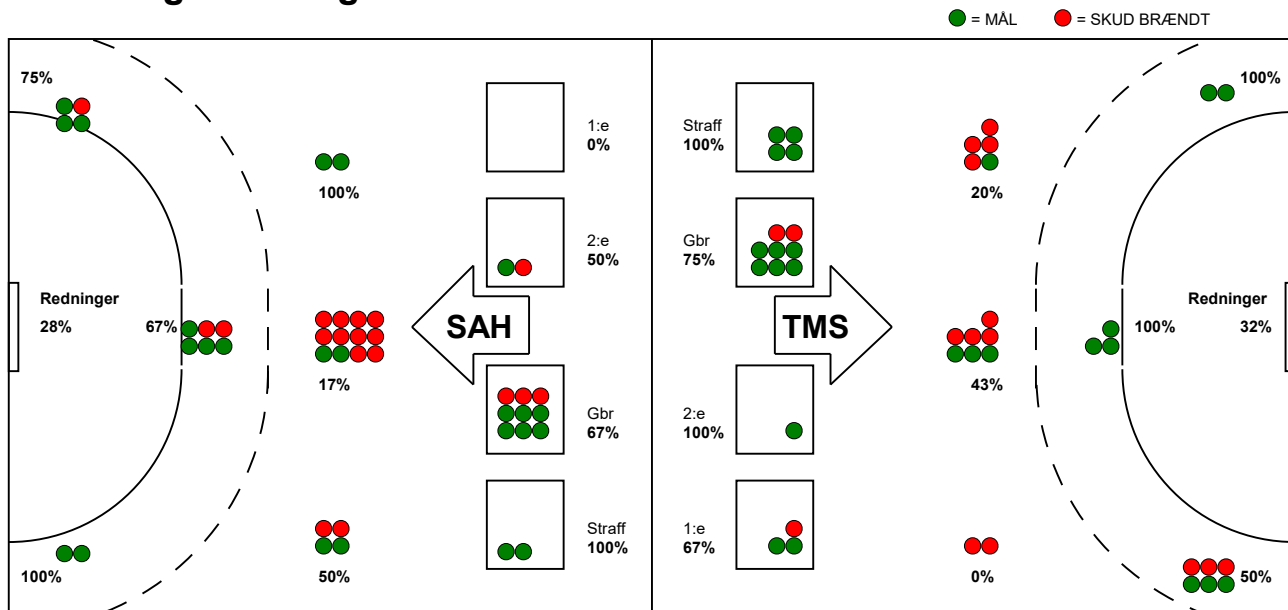 = MÅL
= SKUD BRÆNDT
75%
100%
17%
50%
100%
67%
Redninger
28%
SAH
1:e
0%
2:e
50%
Gbr
67%
Straff
100%
Straff
100%
Gbr
75%
2:e
100%
1:e
67%
TMS
20%
43%
0%
100%
100%
50%
Redninger
32%